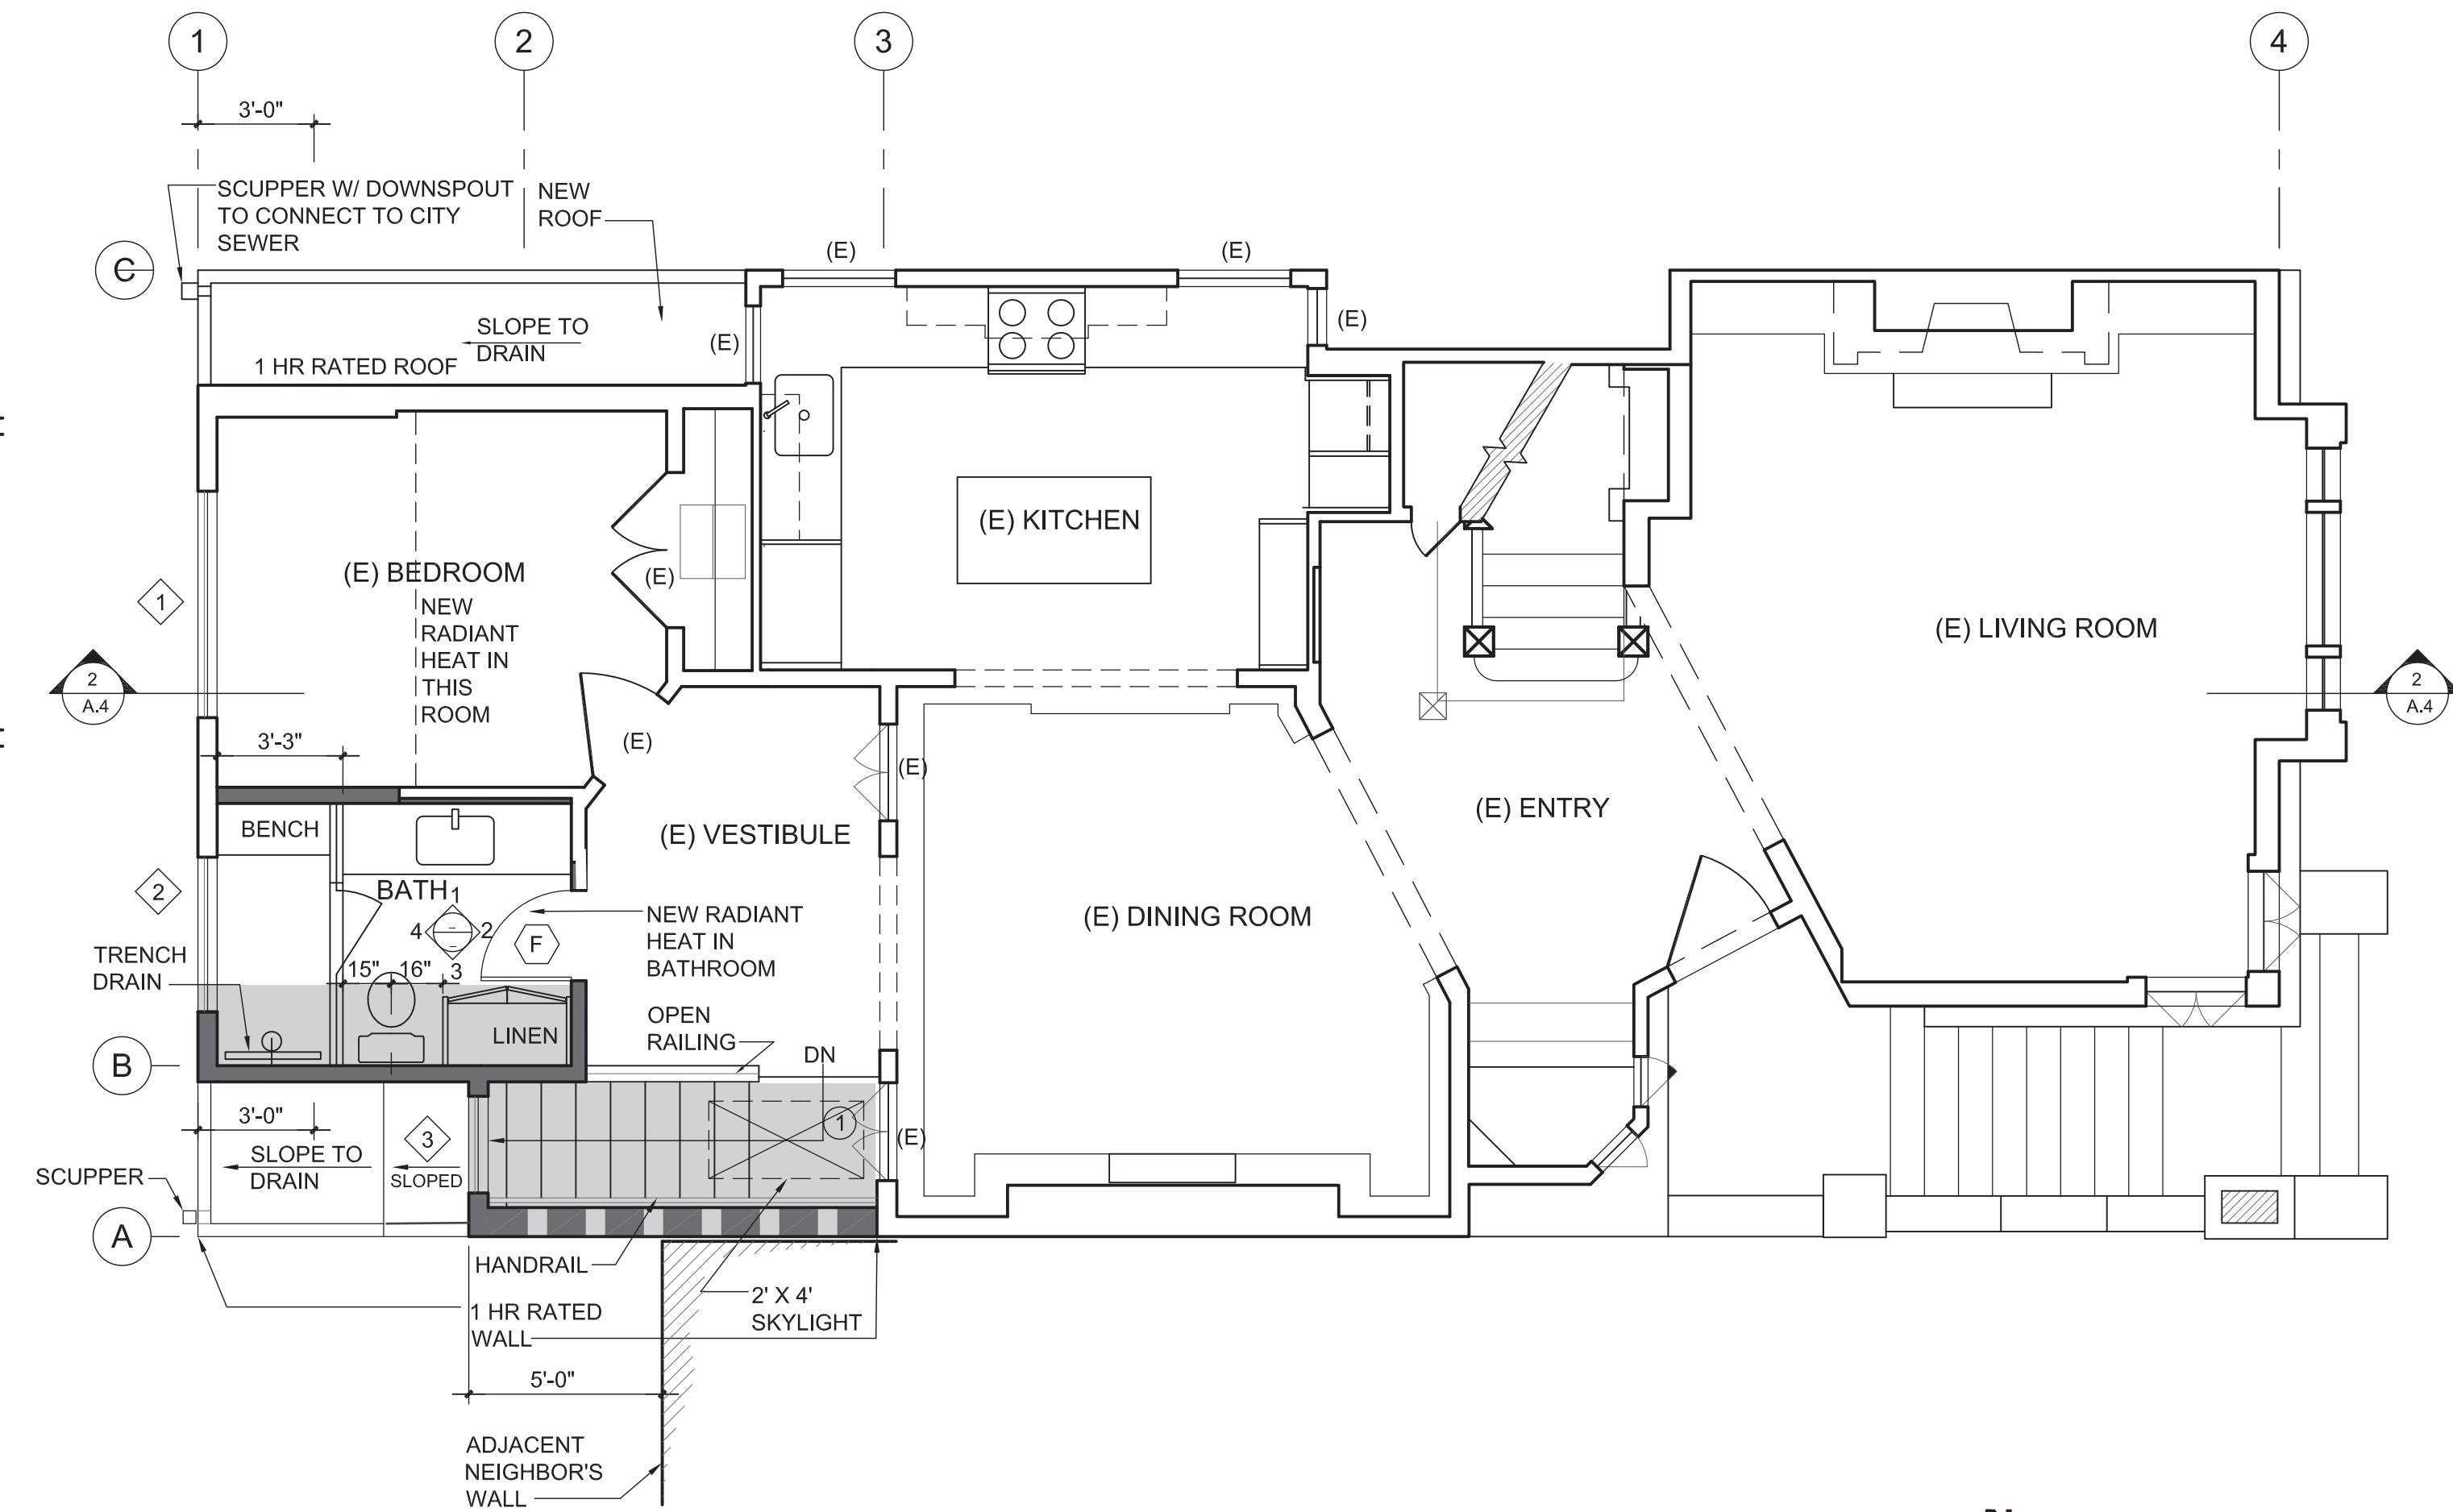 1
2
3
4
3'-0"
SCUPPER W/ DOWNSPOUT
TO CONNECT TO CITY
SEWER
NEW
ROOF
C
(E)
(E)
(E)
(E)
SLOPE TO
DRAIN
1 HR RATED ROOF
(E) KITCHEN
(E) BEDROOM
(E)
NEW
RADIANT
HEAT IN
THIS
ROOM
1
(E) LIVING ROOM
2
A.4
2
A.4
3'-3"
(E)
(E)
BENCH
(E) VESTIBULE
(E) ENTRY
2
BATH
1
4
2
3
F
NEW RADIANT
HEAT IN
BATHROOM
(E) DINING ROOM
TRENCH
DRAIN
15"
16"
LINEN
OPEN
RAILING
DN
B
3'-0"
3
1
(E)
SLOPE TO
DRAIN
SLOPED
SCUPPER
A
HANDRAIL
1 HR RATED
WALL
2' X 4'
SKYLIGHT
5'-0"
ADJACENT
NEIGHBOR'S
WALL